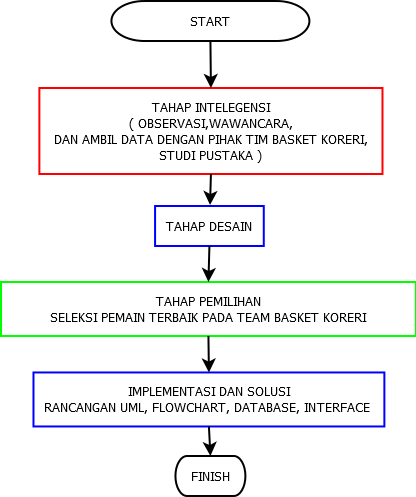 START
TAHAP INTELEGENSI
( OBSERVASI,WAWANCARA,
DAN AMBIL DATA DENGAN PIHAK TIM BASKET KORERI,
STUDI PUSTAKA )
TAHAP DESAIN
TAHAP PEMILIHAN
SELEKSI PEMAIN TERBAIK PADA TEAM BASKET KORERI
IMPLEMENTASI DAN SOLUSI
RANCANGAN UML, FLOWCHART, DATABASE, INTERFACE
FINISH